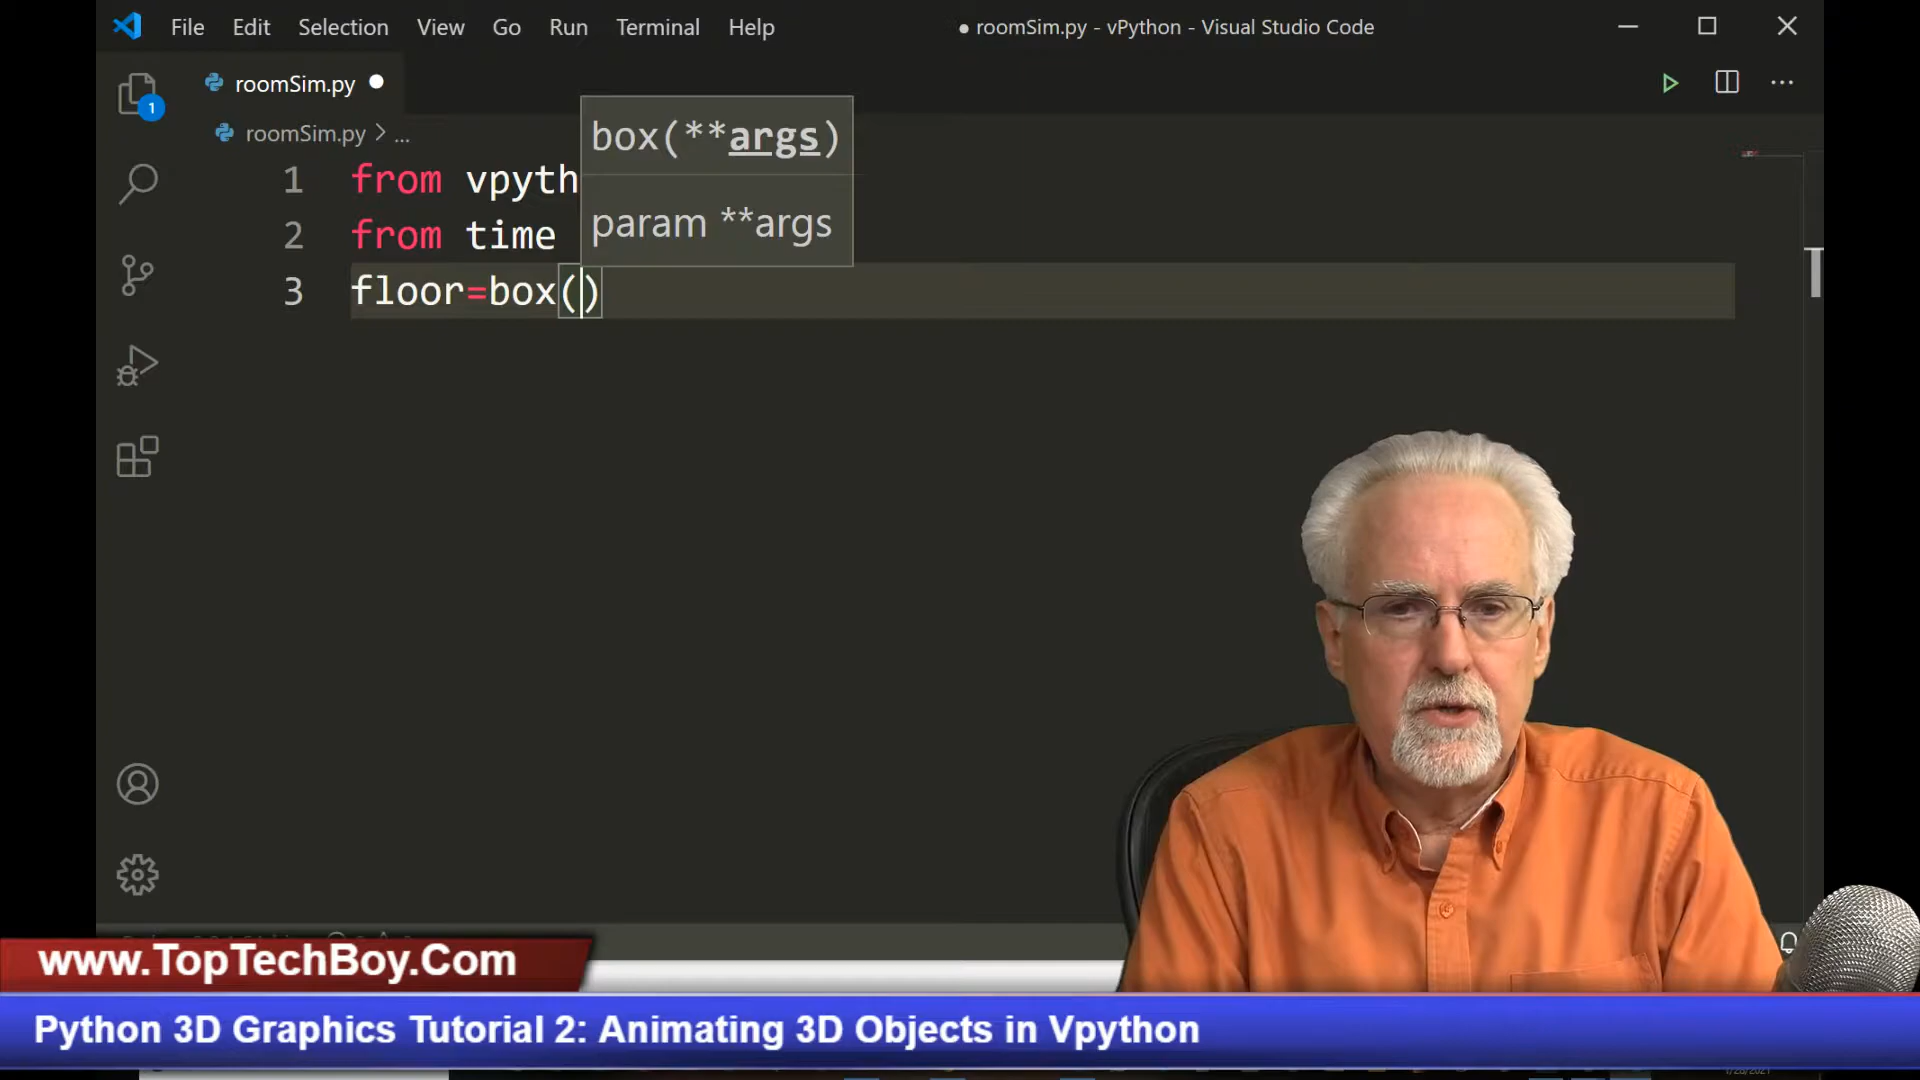 File Edit Selection View Go Run Terminal Help
● roomSim.py - vPython - Visual Studio Code
roomSim.py ●
1
roomSim.py > ...
box(**args)
param **args
1 from vpyth
2 from time
3 floor=box()
www.TopTechBoy.Com
Python 3D Graphics Tutorial 2: Animating 3D Objects in Vpython